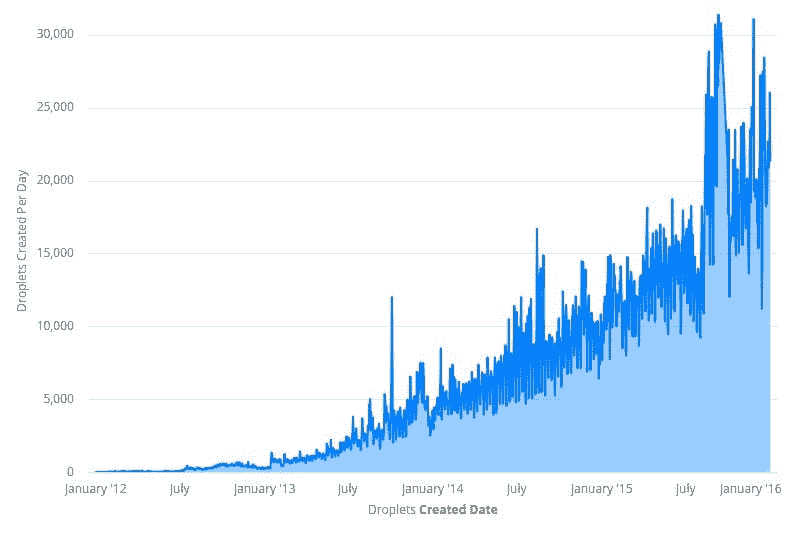 30,000
25,000
20,000
15,000
10,000
5,000
0
Droplets Created Per Day
January '12
July
January '13
July
January '14
July
January '15
July
January '16
Droplets Created Date